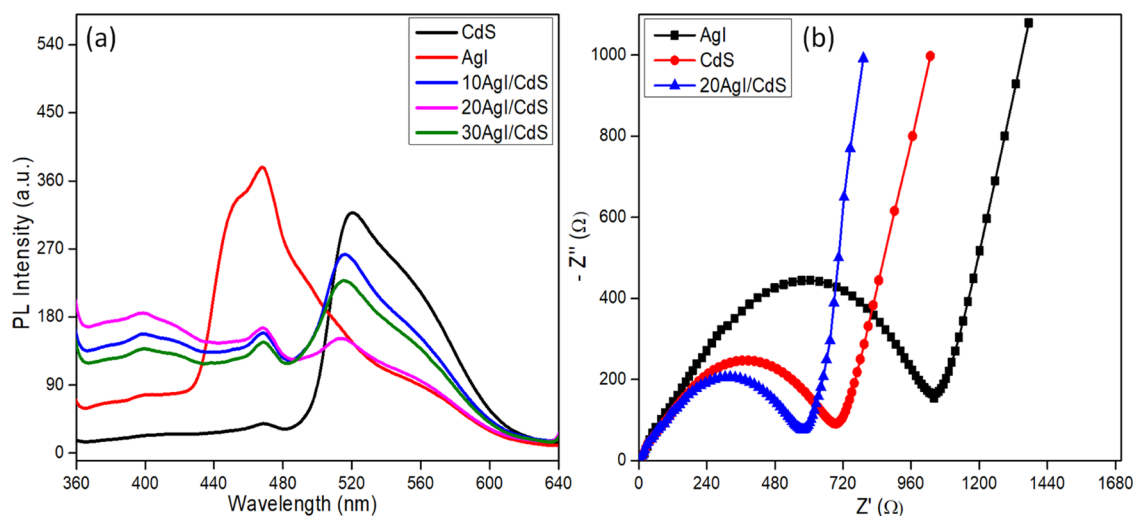 (a)
CdS
AgI
10AgI/CdS
20AgI/CdS
30AgI/CdS
PL Intensity (a.u.)
540
450
360
270
180
90
0
360 400 440 480 520 560 600 640
Wavelength (nm)
(b)
AgI
CdS
20AgI/CdS
- Z'' (Ω)
1000
800
600
400
200
0
0 240 480 720 960 1200 1440 1680
Z' (Ω)